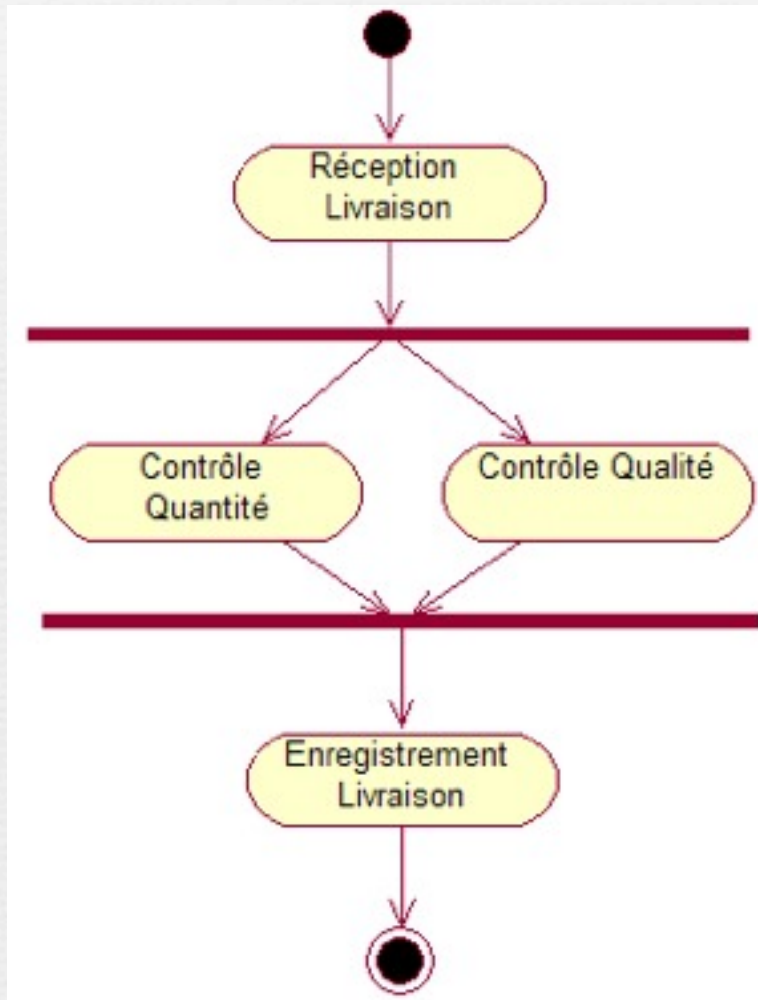 Réception
Livraison
Contrôle
Quantité
Contrôle Qualité
Enregistrement
Livraison